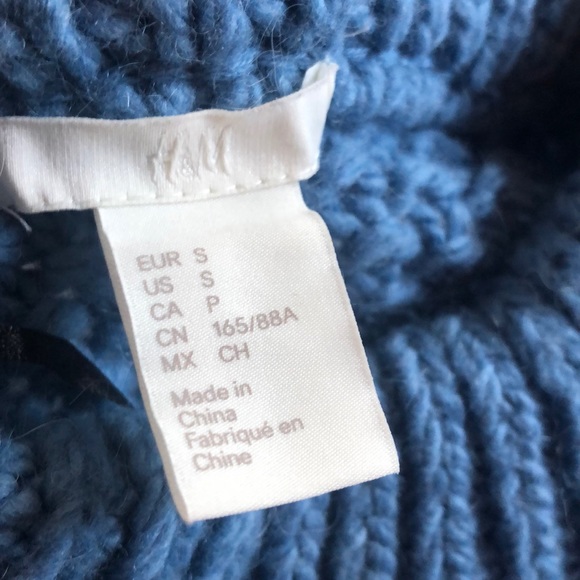 H&M
EUR S
US S
CA P
CN 165/88A
MX CH
Made in
China
Fabriqué en
Chine